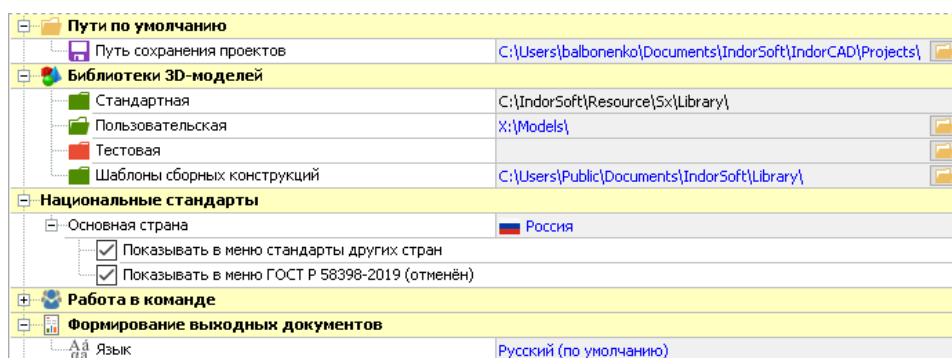 Пути по умолчанию
Путь сохранения проектов C:\Users\balbonenko\Documents\IndorSoft\IndorCAD\Projects\
Библиотеки 3D-моделей
Стандартная C:\IndorSoft\Resource\Sx\Library\
Пользовательская X:\Models\
Тестовая
Шаблоны сборных конструкций C:\Users\Public\Documents\IndorSoft\Library\
Национальные стандарты
Основная страна Россия
Показывать в меню стандарты других стран
Показывать в меню ГОСТ Р 58398-2019 (отменён)
Работа в команде
Формирование выходных документов
Язык Русский (по умолчанию)